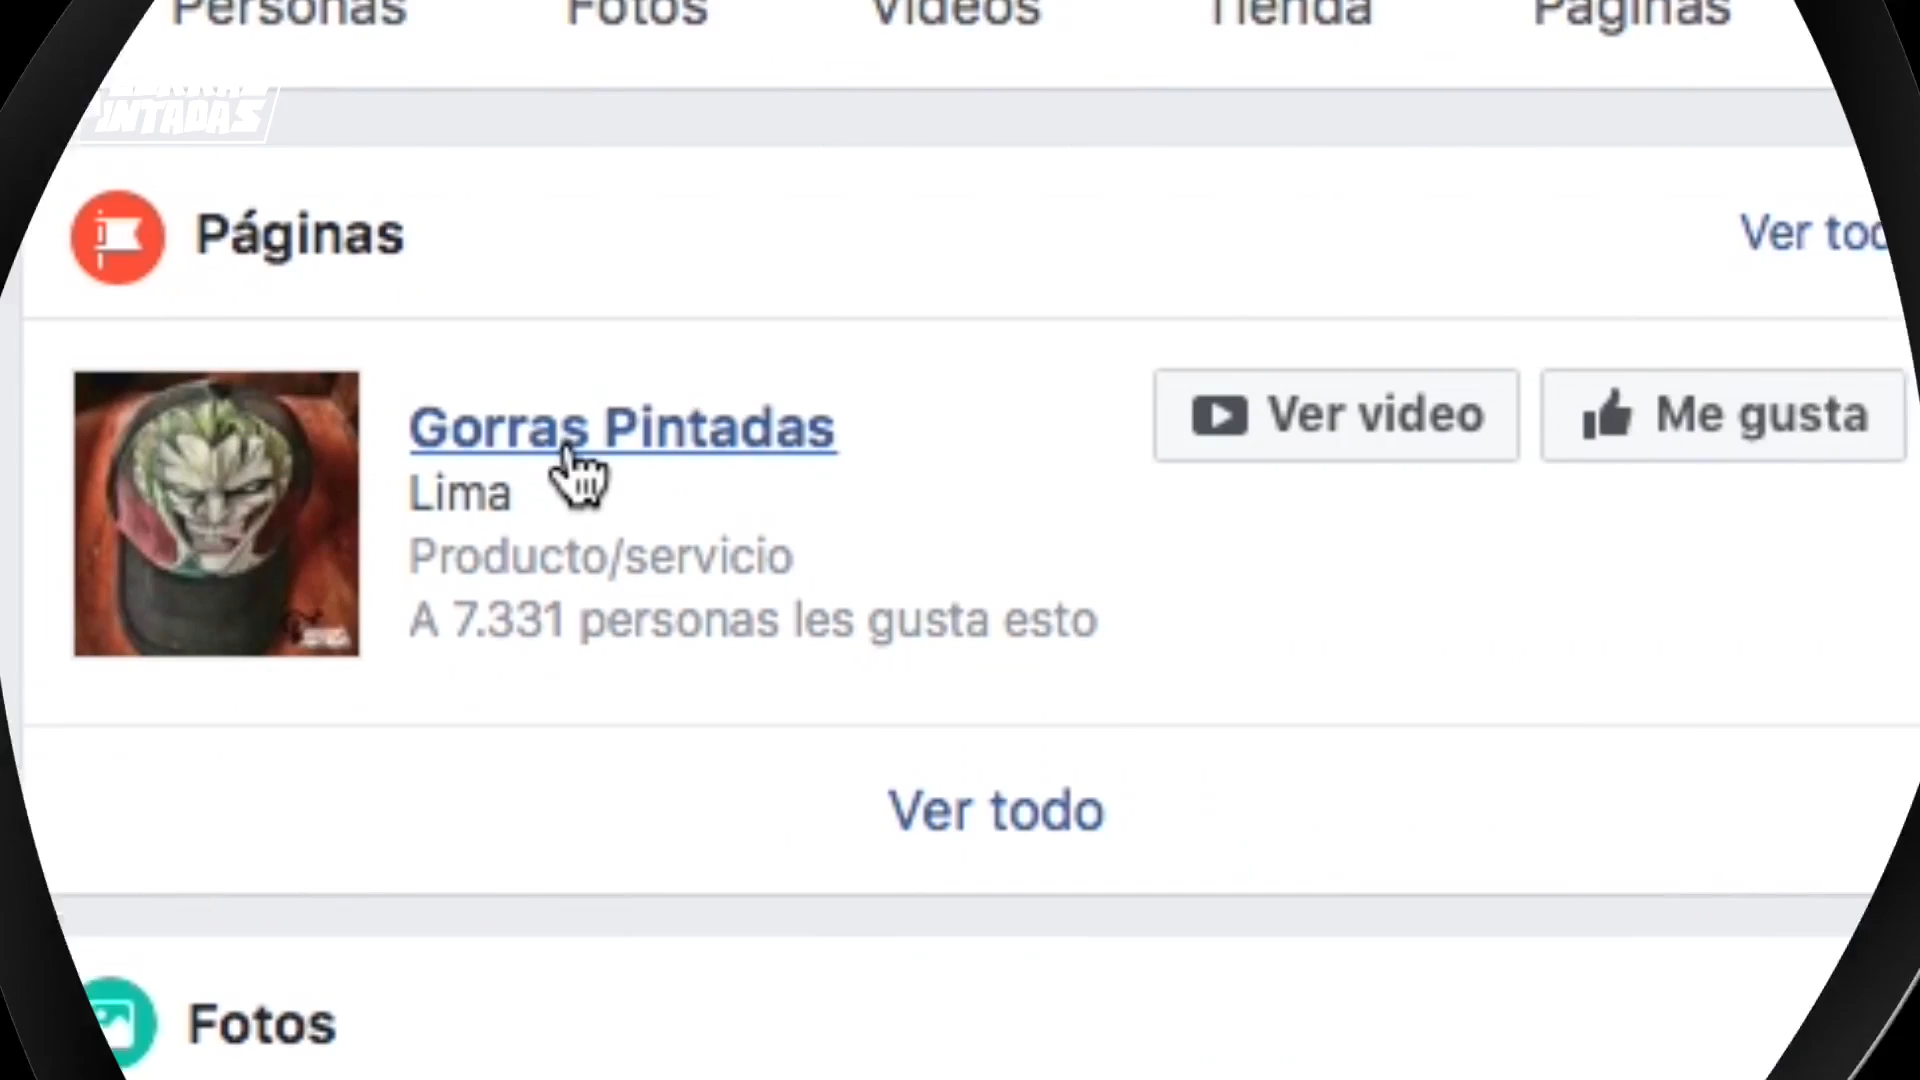 Personas Fotos Videos Tienda Páginas
PINTADAS
Páginas
Ver tod
Gorras Pintadas
Lima
Producto/servicio
A 7.331 personas les gusta esto
Ver video
Me gusta
Ver todo
Fotos